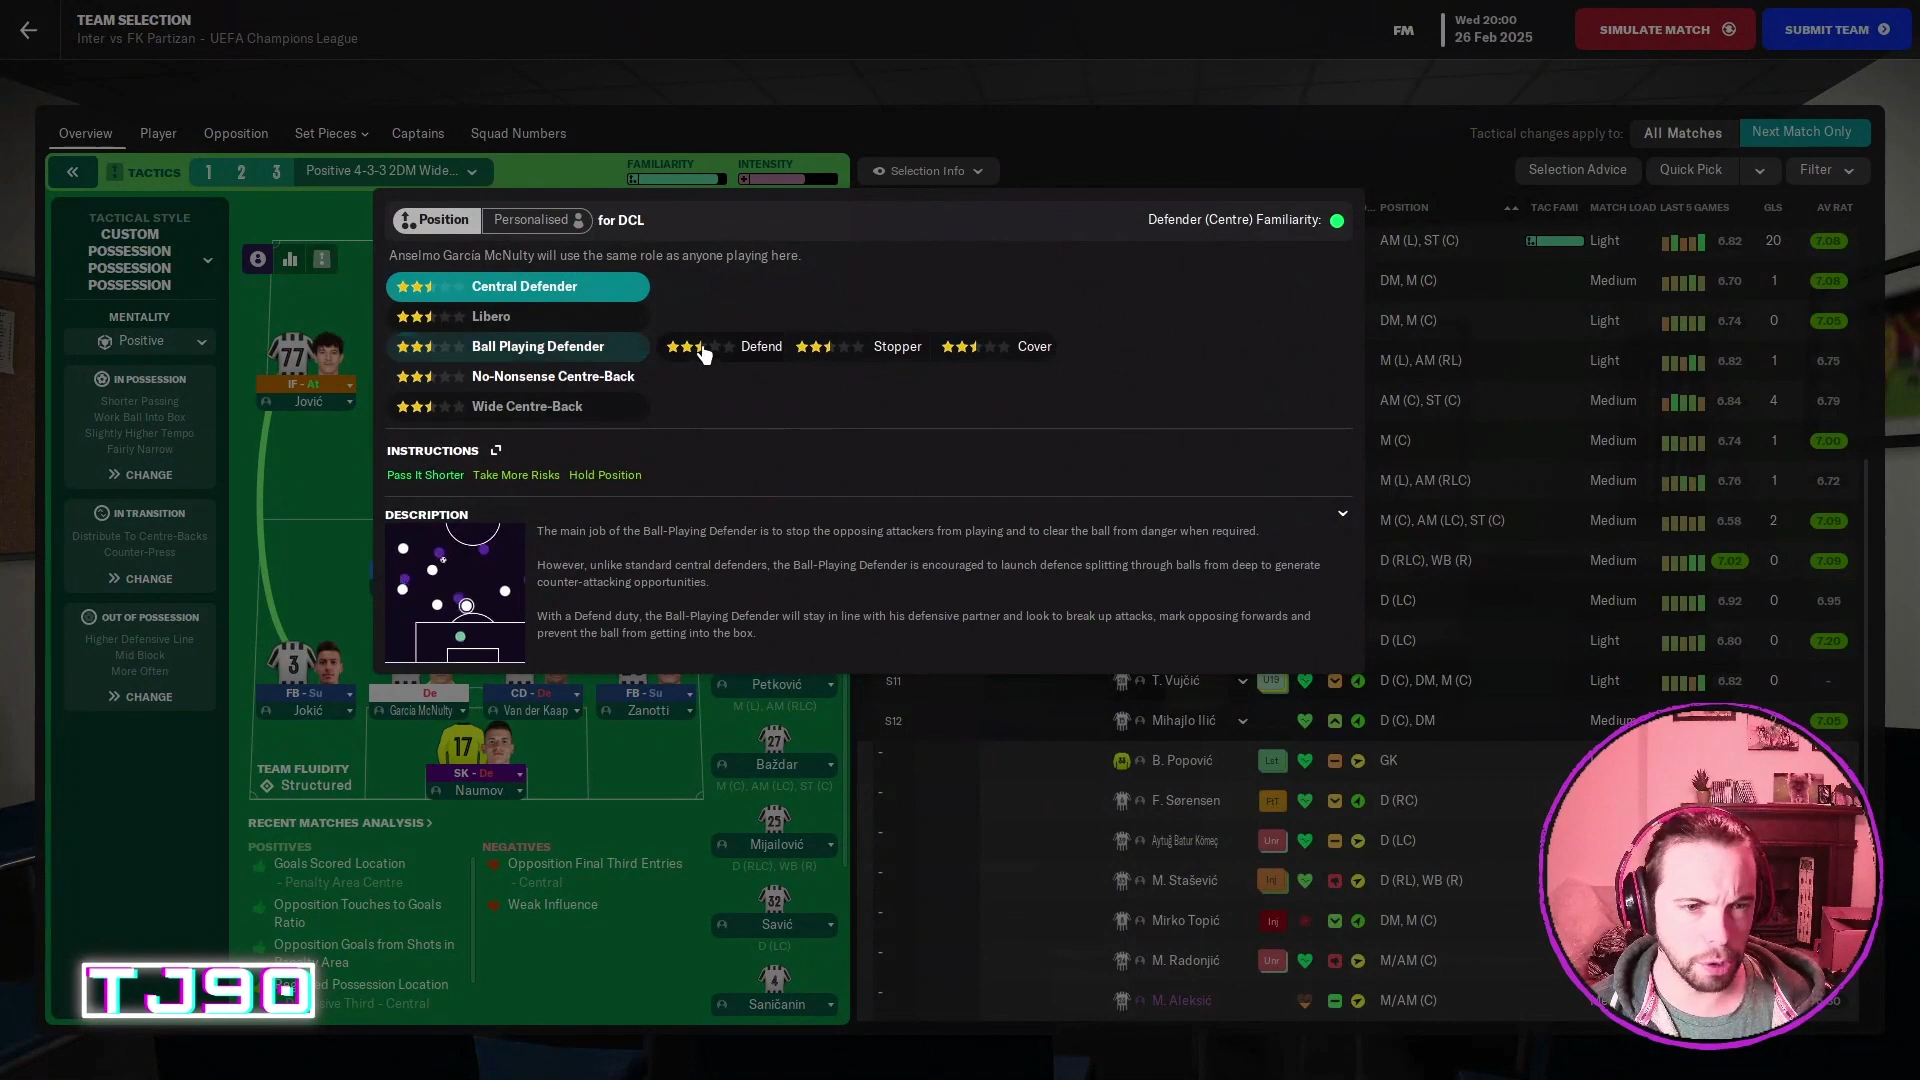 TEAM SELECTION
Inter vs FK Partizan - UEFA Champions League
FM
Wed 20:00
26 Feb 2025
SIMULATE MATCH
SUBMIT TEAM
Overview Player Opposition Set Pieces Captains Squad Numbers
Tactical changes apply to: All Matches Next Match Only
TACTICS 1 2 3 Positive 4-3-3 2DM Wide...
FAMILIARITY INTENSITY
Selection Info
Selection Advice Quick Pick Filter
TACTICAL STYLE
CUSTOM
POSSESSION
POSSESSION
POSSESSION
MENTALITY
Positive
IN POSSESSION
Shorter Passing
Work Ball Into Box
Slightly Higher Tempo
Fairly Narrow
CHANGE
IN TRANSITION
Distribute To Centre-Backs
Counter-Press
CHANGE
OUT OF POSSESSION
Higher Defensive Line
Mid Block
More Often
CHANGE
77
IF - At
Jović
3
FB - Su
Jokić
De
Garcia McNulty
CD - De
Van der Kaap
FB - Su
Zanotti
17
SK - De
Naumov
TEAM FLUIDITY
Structured
Position Personalised for DCL
Defender (Centre) Familiarity:
Anselmo García McNulty will use the same role as anyone playing here.
Central Defender
Libero
Ball Playing Defender Defend Stopper Cover
No-Nonsense Centre-Back
Wide Centre-Back
INSTRUCTIONS
Pass It Shorter Take More Risks Hold Position
DESCRIPTION
The main job of the Ball-Playing Defender is to stop the opposing attackers from playing and to clear the ball from danger when required.
However, unlike standard central defenders, the Ball-Playing Defender is encouraged to launch defence splitting through balls from deep to generate
counter-attacking opportunities.
With a Defend duty, the Ball-Playing Defender will stay in line with his defensive partner and look to break up attacks, mark opposing forwards and
prevent the ball from getting into the box.
RECENT MATCHES ANALYSIS
POSITIVES
Goals Scored Location
- Penalty Area Centre
Opposition Touches to Goals
Ratio
Opposition Goals from Shots in
Area
Possession Location
Third - Central
NEGATIVES
Opposition Final Third Entries
- Central
Weak Influence
Petković
M (L), AM (RLC)
27
Baždar
M (C), AM (LC), ST (C)
25
Mijailović
D (RLC), WB (R)
32
Savić
D (LC)
4
Saničanin
POSITION TAC FAMI MATCH LOAD LAST 5 GAMES GLS AV RAT
AM (L), ST (C) Light 6.82 20 7.08
DM, M (C) Medium 6.70 1 7.08
DM, M (C) Light 6.74 0 7.05
M (L), AM (RL) Light 6.82 1 6.75
AM (C), ST (C) Medium 6.84 4 6.79
M (C) Medium 6.74 1 7.00
M (L), AM (RLC) Medium 6.76 1 6.72
M (C), AM (LC), ST (C) Medium 6.58 2 7.09
D (RLC), WB (R) Medium 7.02 0 7.09
D (LC) Medium 6.92 0 6.95
D (LC) Light 6.80 0 7.20
S11 T. Vujčić U19 D (C), DM, M (C) Light 6.82 0 -
S12 Mihajlo Ilić D (C), DM Medium 7.05
- B. Popović Lst GK
- F. Sørensen FtT D (RC)
- Aytuğ Batur Kömeç Unr D (LC)
- M. Stašević Inj D (RL), WB (R)
- Mirko Topić Inj DM, M (C)
- M. Radonjić Unr M/AM (C)
- M. Aleksić M/AM (C)
TJ90